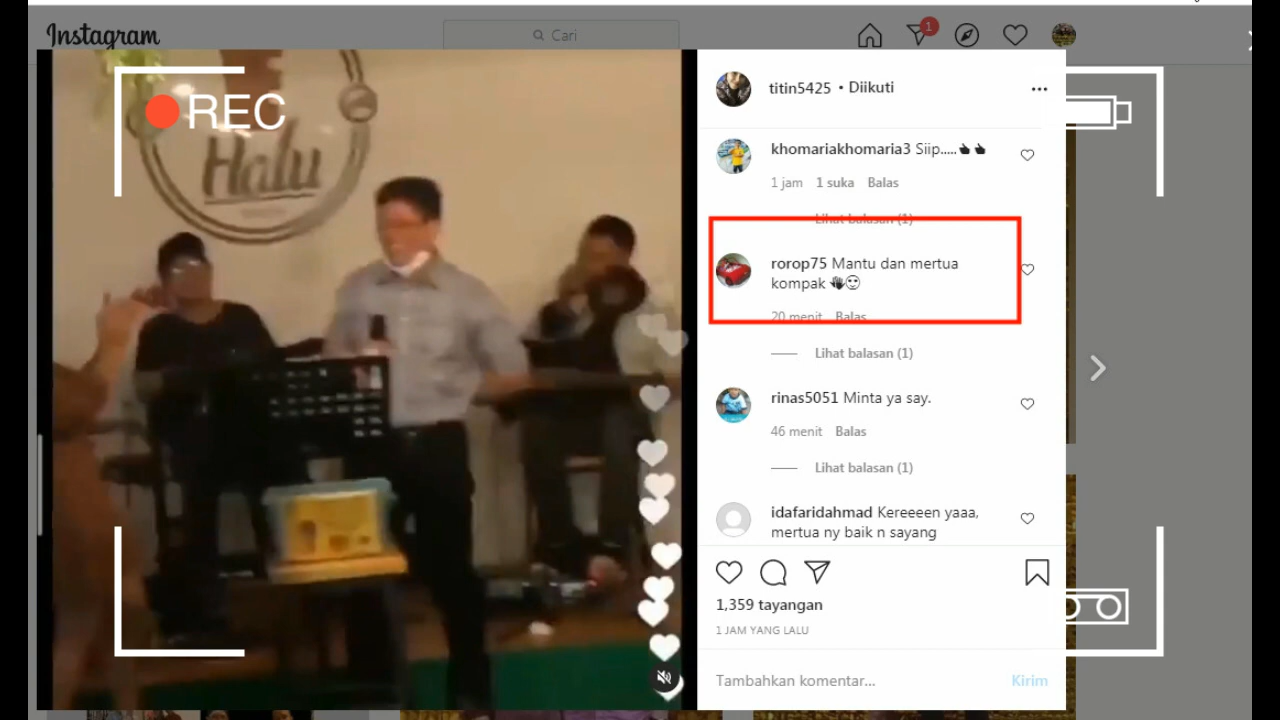 Instagram
Cari
1
REC
Halu
titin5425 • Diikuti
khomariakhomaria3 Siip.....
1 jam 1 suka Balas
Lihat balasan (1)
rorop75 Mantu dan mertua
kompak
20 menit Balas
Lihat balasan (1)
rinas5051 Minta ya say.
46 menit Balas
Lihat balasan (1)
idafaridahmad Kereeeen yaaa,
mertua ny baik n sayang
1,359 tayangan
1 JAM YANG LALU
Tambahkan komentar...
Kirim